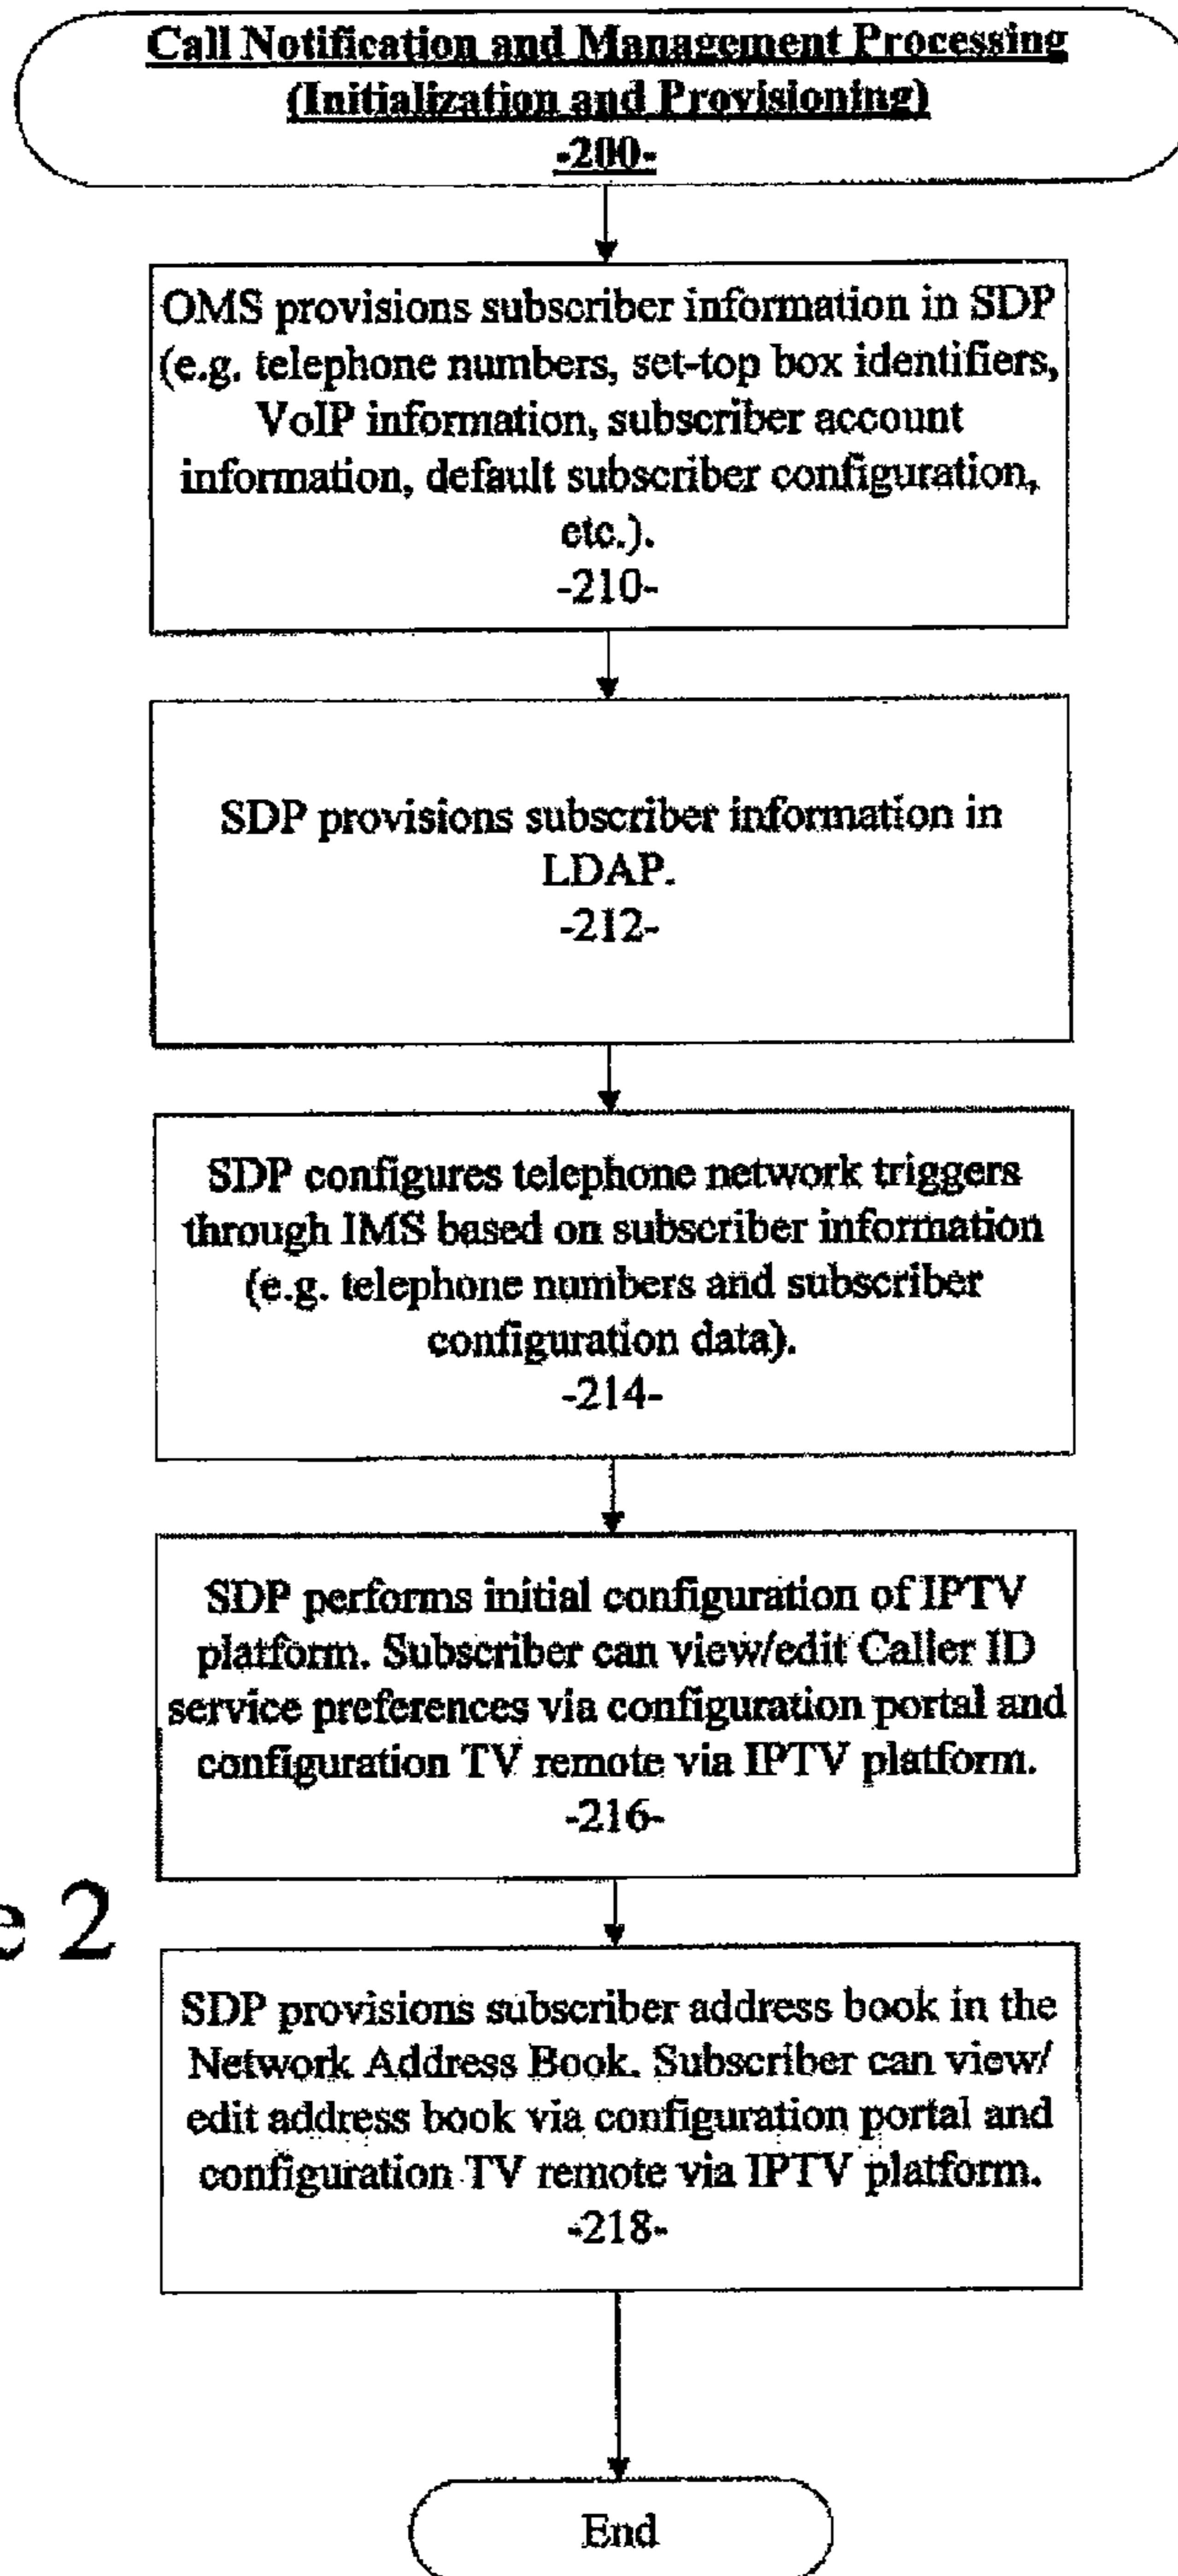 Call Notification and Management Processing
(Initialization and Provisioning)
-200-
OMS provisions subscriber information in SDP
(e.g. telephone numbers, set-top box identifiers,
VoIP information, subscriber account
information, default subscriber configuration,
etc.).
-210-
SDP provisions subscriber information in
LDAP.
-212-
SDP configures telephone network triggers
through IMS based on subscriber information
(e.g. telephone numbers and subscriber
configuration data).
-214-
SDP performs initial configuration of IPTV
platform. Subscriber can view/edit Caller ID
service preferences via configuration portal and
configuration TV remote via IPTV platform.
-216-
e 2
SDP provisions subscriber address book in the
Network Address Book. Subscriber can view/
edit address book via configuration portal and
configuration TV remote via IPTV platform.
-218-
End